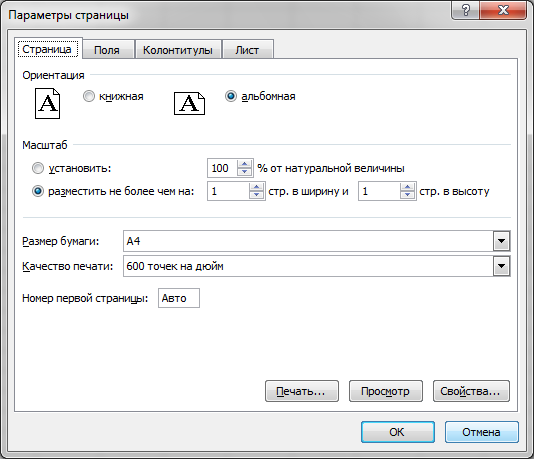 Параметры страницы
Страница Поля Колонтитулы Лист
Ориентация
A книжная A альбомная
Масштаб
установить: 100 % от натуральной величины
разместить не более чем на: 1 стр. в ширину и 1 стр. в высоту
Размер бумаги: A4
Качество печати: 600 точек на дюйм
Номер первой страницы: Авто
Печать... Просмотр Свойства...
ОК Отмена